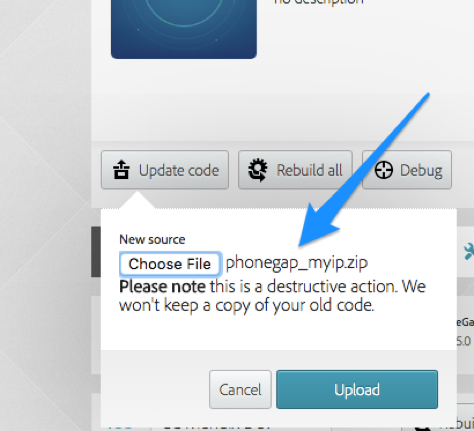 no description
Update code
Rebuild all
Debug
New source
Choose File phonegap_myip.zip
Please note this is a destructive action. We
won't keep a copy of your old code.
Cancel
Upload